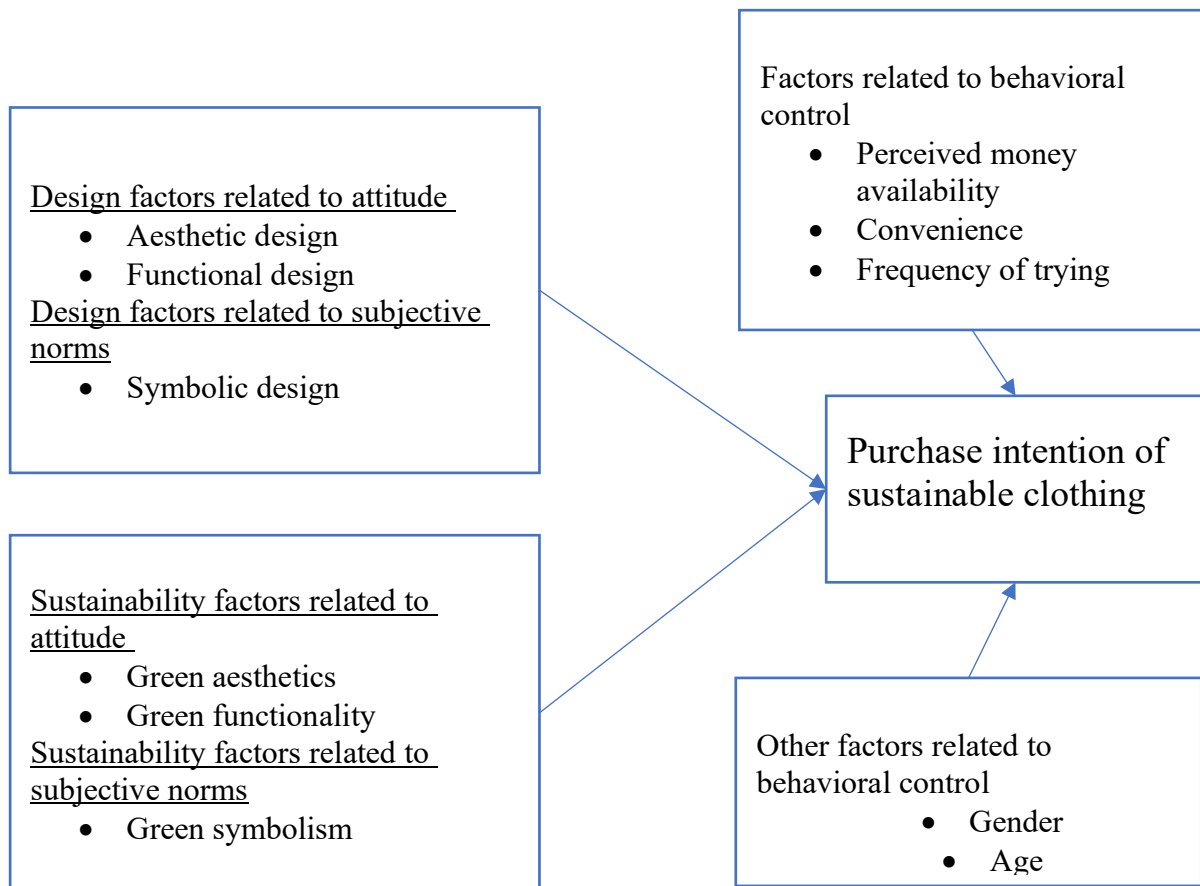 Factors related to behavioral
control
• Perceived money
availability
• Convenience
• Frequency of trying
Design factors related to attitude
• Aesthetic design
• Functional design
Design factors related to subjective
norms
• Symbolic design
Purchase intention of
sustainable clothing
Sustainability factors related to
attitude
• Green aesthetics
• Green functionality
Sustainability factors related to
subjective norms
• Green symbolism
Other factors related to
behavioral control
• Gender
• Age